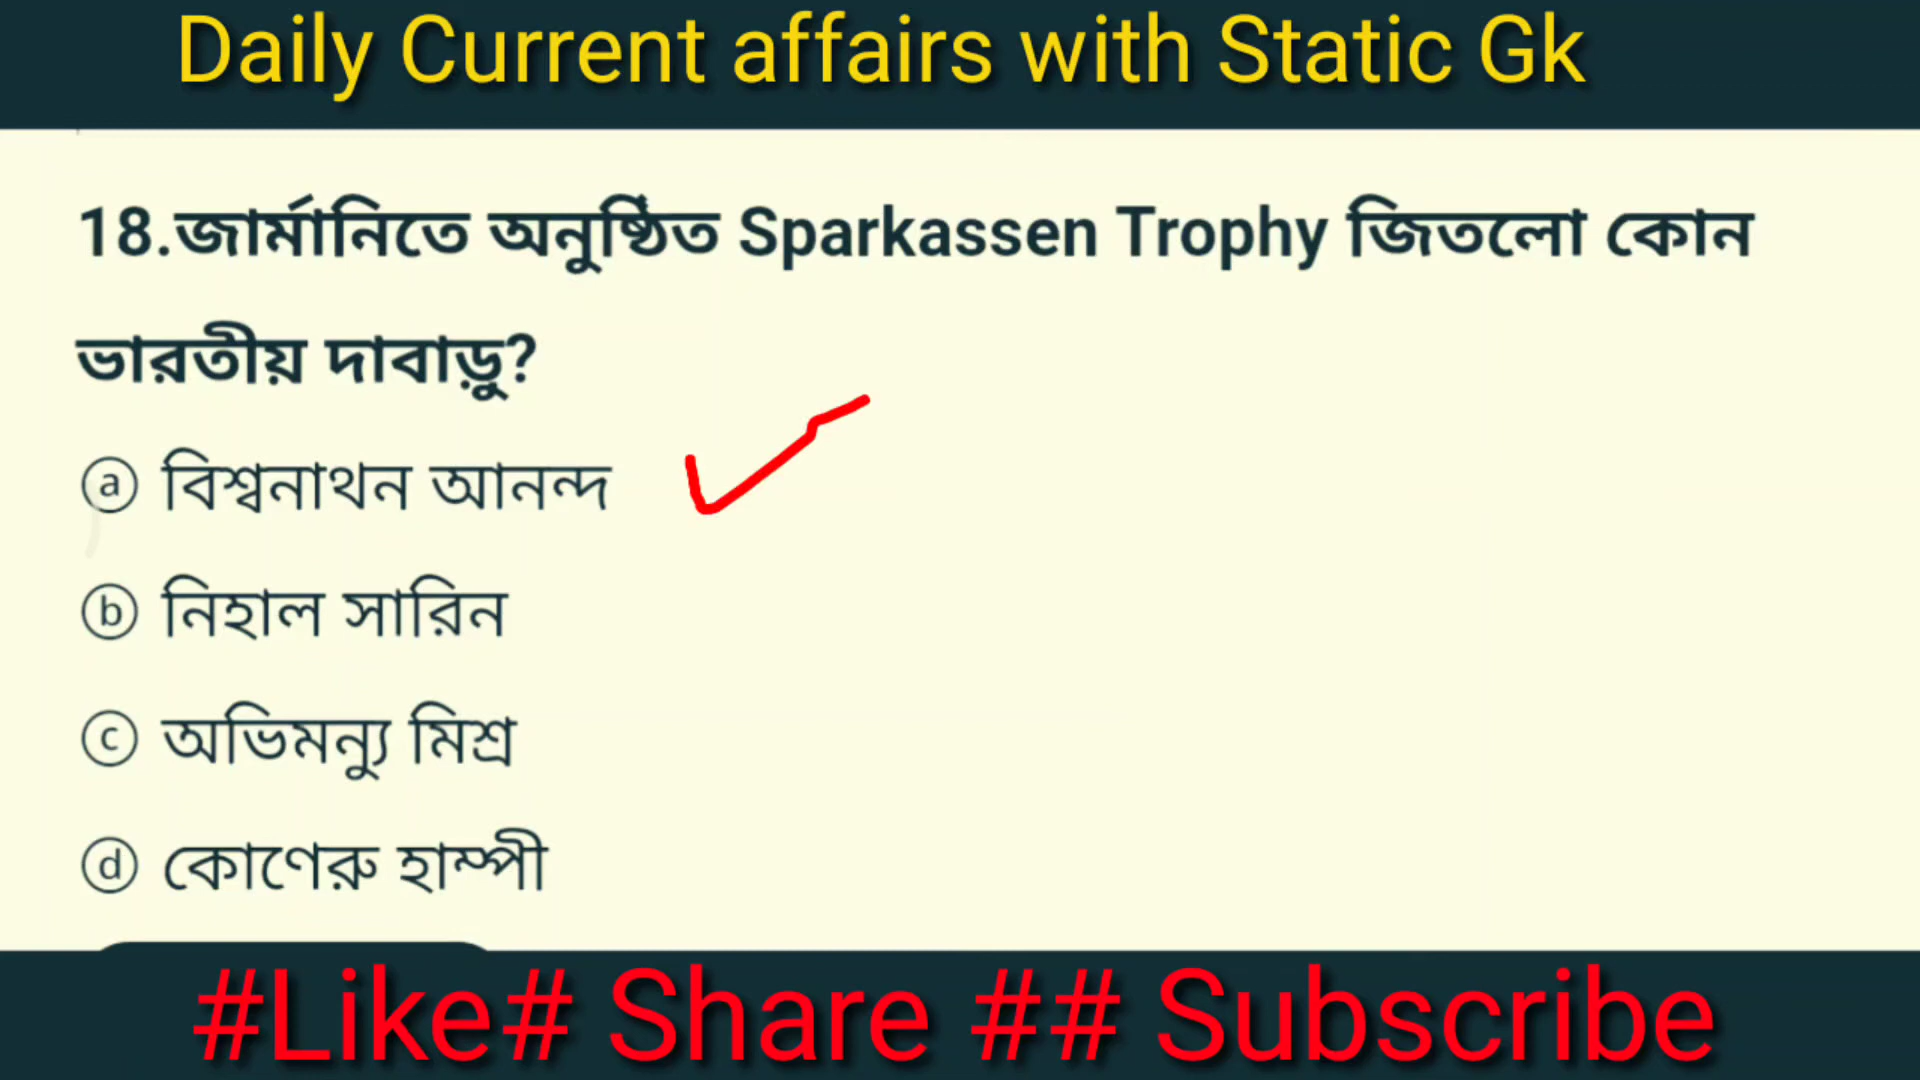 Daily Current affairs with Static Gk
18.জার্মানিতে অনুষ্ঠিত Sparkassen Trophy জিতলো কোন
ভারতীয় দাবাড়ু?
ⓐ বিশ্বনাথন আনন্দ
ⓑ নিহাল সারিন
ⓒ অভিমন্যু মিশ্র
ⓓ কোণেরু হাম্পী
#Like# Share ## Subscribe